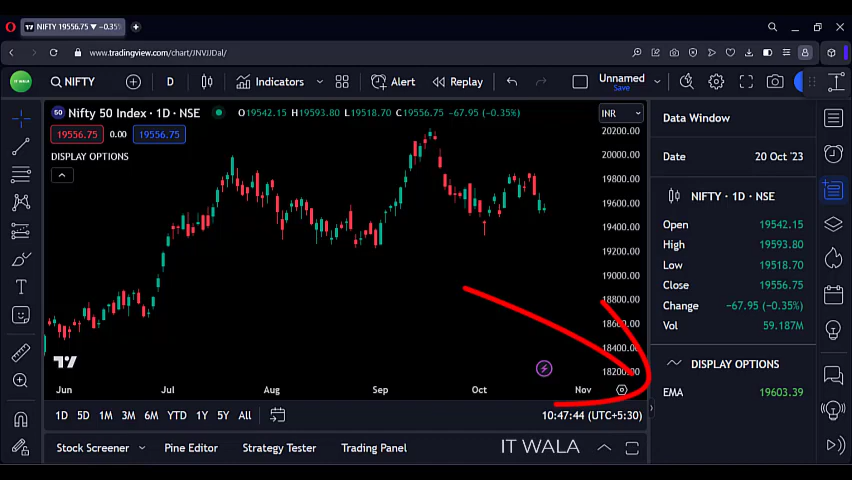 NIFTY 19556.75 ▼ −0.35%
www.tradingview.com/chart/JNVJJDal/
NIFTY
D
Indicators
Alert
Replay
Unnamed
Save
50 Nifty 50 Index · 1D · NSE
O19542.15 H19593.80 L19518.70 C19556.75 −67.95 (−0.35%)
INR
19556.75 0.00 19556.75
DISPLAY OPTIONS
20200.00
20000.00
19800.00
19600.00
19400.00
19200.00
19000.00
18800.00
18600.00
18400.00
18200.00
Jun Jul Aug Sep Oct Nov
1D 5D 1M 3M 6M YTD 1Y 5Y All
10:47:44 (UTC+5:30)
Stock Screener
Pine Editor
Strategy Tester
Trading Panel
IT WALA
Data Window
Date 20 Oct '23
NIFTY · 1D · NSE
Open 19542.15
High 19593.80
Low 19518.70
Close 19556.75
Change −67.95 (−0.35%)
Vol 59.187M
DISPLAY OPTIONS
EMA 19603.39